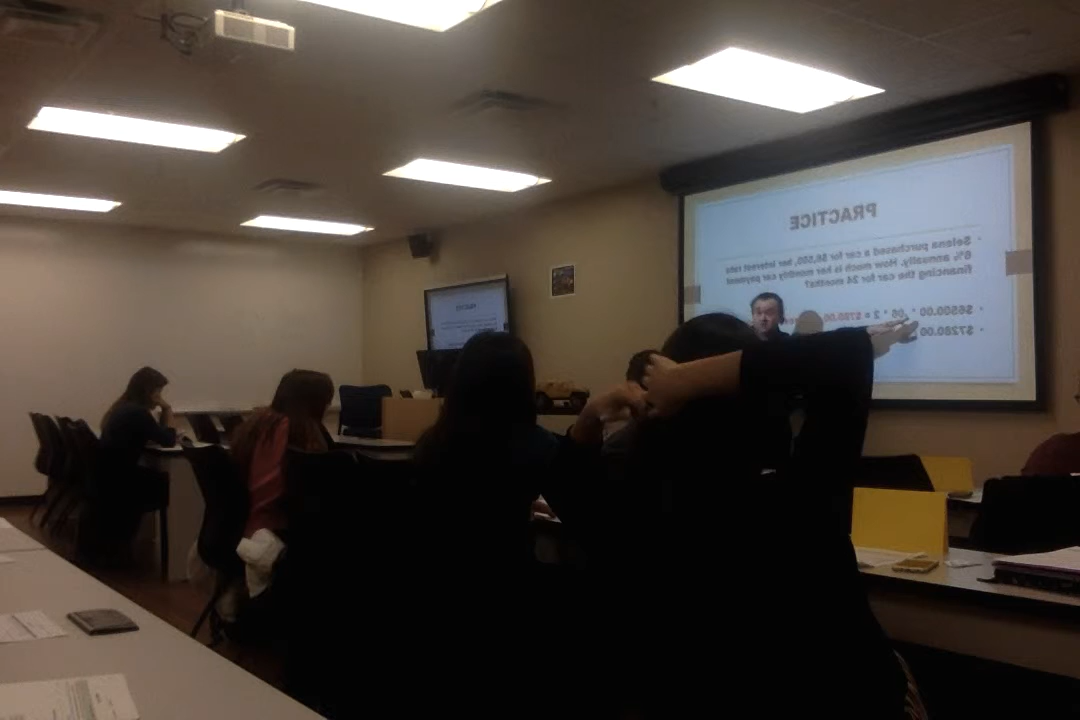 PRACTICE
Selena purchased a car for $6,500, her interest rate
6% annually. How much is her monthly car payment
financing the car for 24 months?
$6500.00 * .06 * 2 = $780.00
$7280.00
PRACTICE